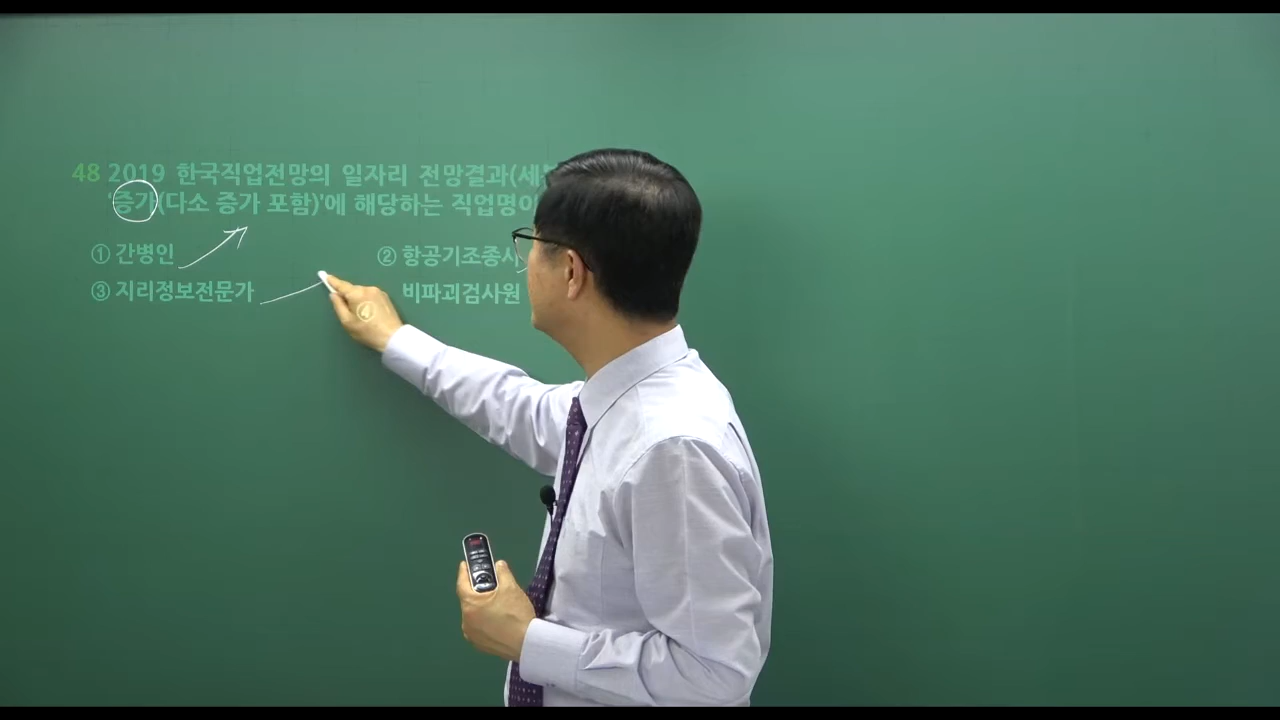 48 2019 한국직업전망의 일자리 전망결과(세
'증가(다소 증가 포함)'에 해당하는 직업명이
① 간병인 ② 항공기조종사
③ 지리정보전문가 ④ 비파괴검사원